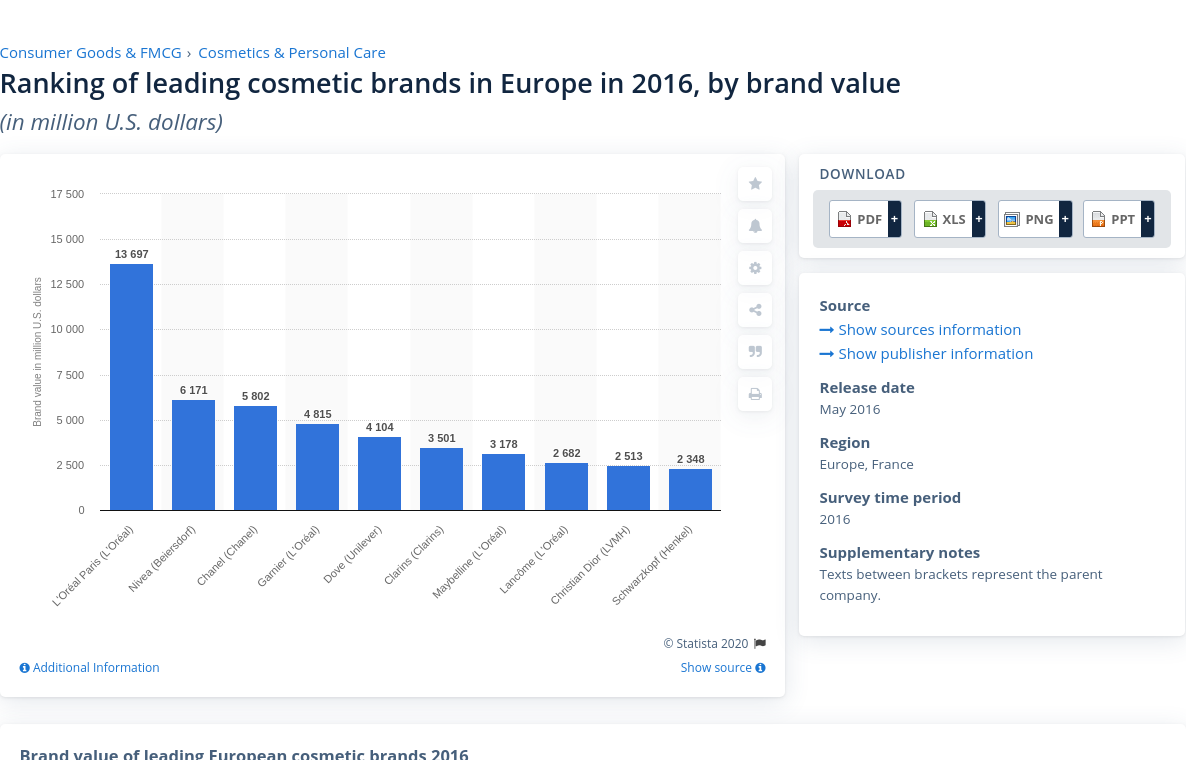 Consumer Goods & FMCG › Cosmetics & Personal Care
Ranking of leading cosmetic brands in Europe in 2016, by brand value
(in million U.S. dollars)
17 500
15 000
12 500
10 000
7 500
5 000
2 500
0
Brand value in million U.S. dollars
13 697
6 171
5 802
4 815
4 104
3 501
3 178
2 682
2 513
2 348
L'Oréal Paris (L'Oréal)
Nivea (Beiersdorf)
Chanel (Chanel)
Garnier (L'Oréal)
Dove (Unilever)
Clarins (Clarins)
Maybelline (L'Oréal)
Lancôme (L'Oréal)
Christian Dior (LVMH)
Schwarzkopf (Henkel)
© Statista 2020
Additional Information
Show source
DOWNLOAD
PDF + XLS + PNG + PPT +
Source
Show sources information
Show publisher information
Release date
May 2016
Region
Europe, France
Survey time period
2016
Supplementary notes
Texts between brackets represent the parent
company.
Brand value of leading European cosmetic brands 2016